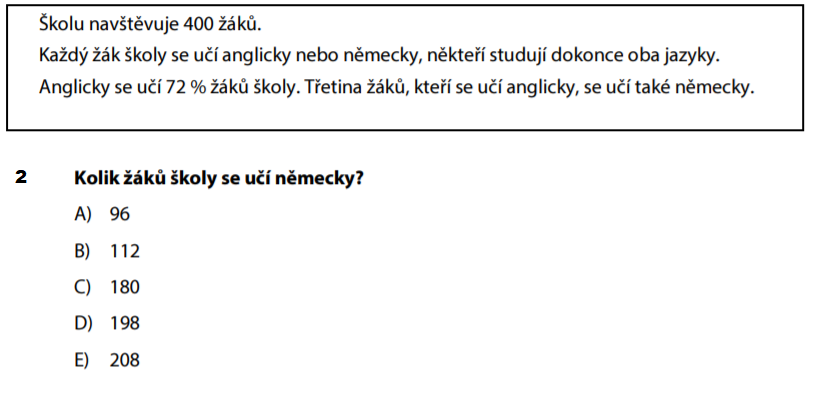 Školu navštěvuje 400 žáků.
Každý žák školy se učí anglicky nebo německy, někteří studují dokonce oba jazyky.
Anglicky se učí 72 % žáků školy. Třetina žáků, kteří se učí anglicky, se učí také německy.
2 Kolik žáků školy se učí německy?
A) 96
B) 112
C) 180
D) 198
E) 208